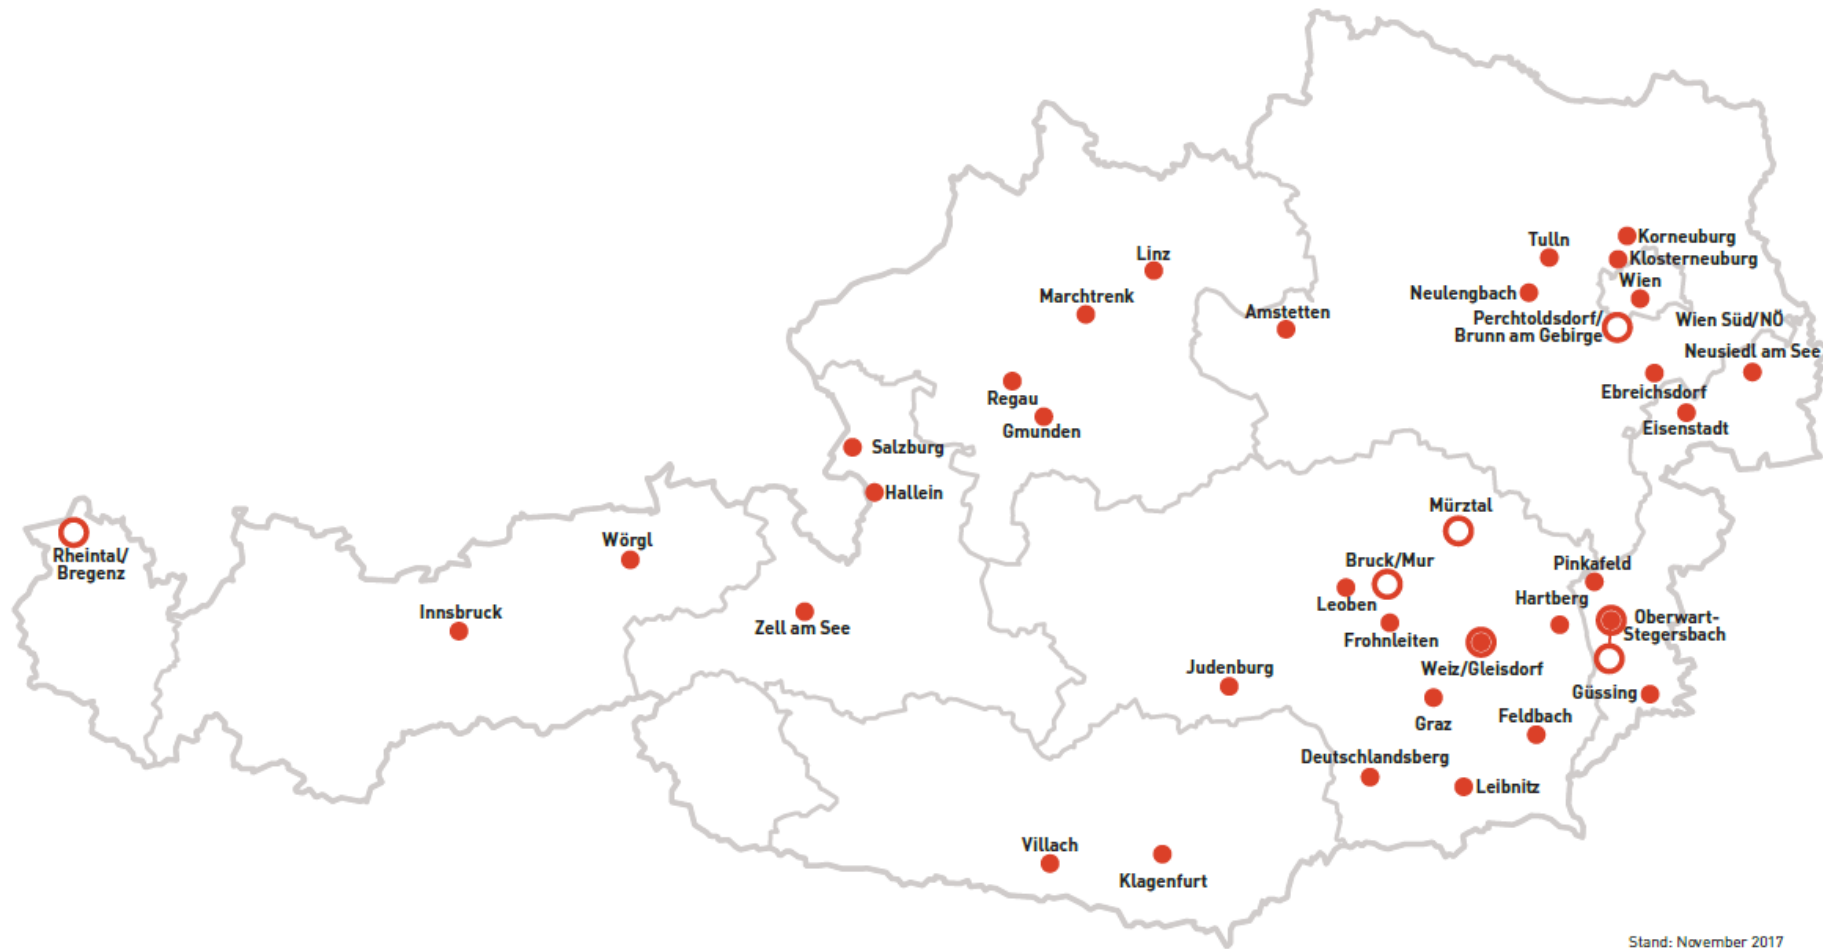 Korneuburg
Tulln
Klosterneuburg
Linz
Wien
Marchtrenk
Neulengbach
Amstetten
Perchtoldsdorf/
Brunn am Gebirge
Wien Süd/NÖ
Neusiedl am See
Regau
Ebreichsdorf
Gmunden
Eisenstadt
Salzburg
Hallein
Mürztal
Wörgl
Rheintal/
Bregenz
Bruck/Mur
Pinkafeld
Leoben
Hartberg
Innsbruck
Zell am See
Oberwart-
Stegersbach
Frohnleiten
Judenburg
Weiz/Gleisdorf
Güssing
Graz
Feldbach
Deutschlandsberg
Leibnitz
Villach
Klagenfurt
Stand: November 2017